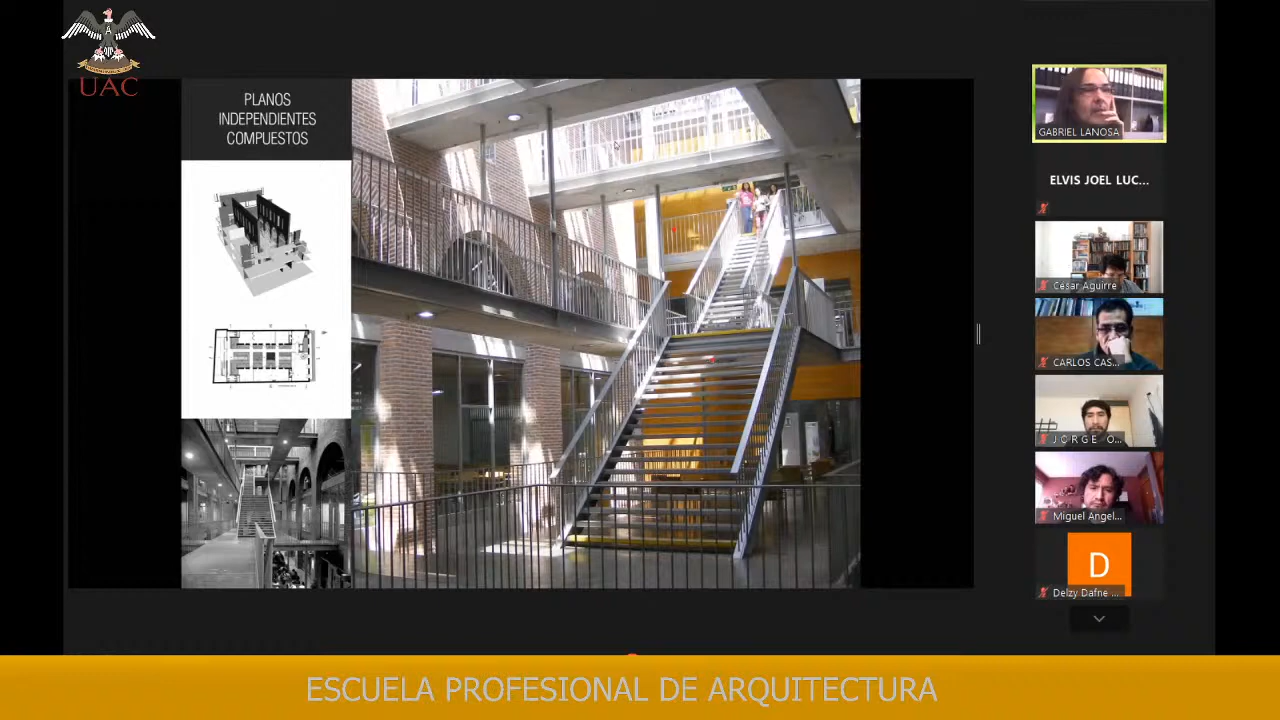 UAC
PLANOS
INDEPENDIENTES
COMPUESTOS
GABRIEL LANOSA
ELVIS JOEL LUC...
César Aguirre
CARLOS CAS...
J O R G E O...
Miguel Angel...
D
Delzy Dafne ...
ESCUELA PROFESIONAL DE ARQUITECTURA